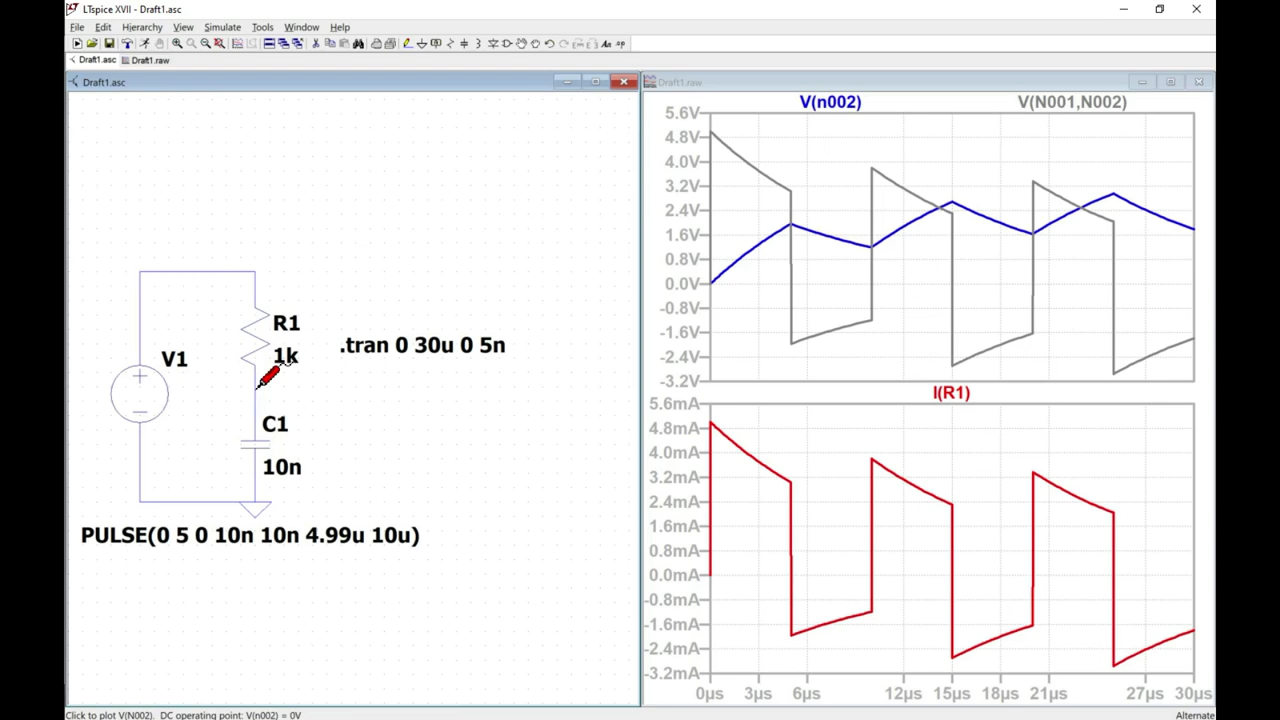 LTspice XVII - Draft1.asc
File Edit Hierarchy View Simulate Tools Window Help
Draft1.asc Draft1.raw
Draft1.asc
R1
1k
V1
.tran 0 30u 0 5n
C1
10n
PULSE(0 5 0 10n 10n 4.99u 10u)
Draft1.raw
V(n002) V(N001,N002)
5.6V
4.8V
4.0V
3.2V
2.4V
1.6V
0.8V
0.0V
-0.8V
-1.6V
-2.4V
-3.2V
I(R1)
5.6mA
4.8mA
4.0mA
3.2mA
2.4mA
1.6mA
0.8mA
0.0mA
-0.8mA
-1.6mA
-2.4mA
-3.2mA
0µs 3µs 6µs 12µs 15µs 18µs 21µs 27µs 30µs
Click to plot V(N002). DC operating point: V(n002) = 0V
Alternate